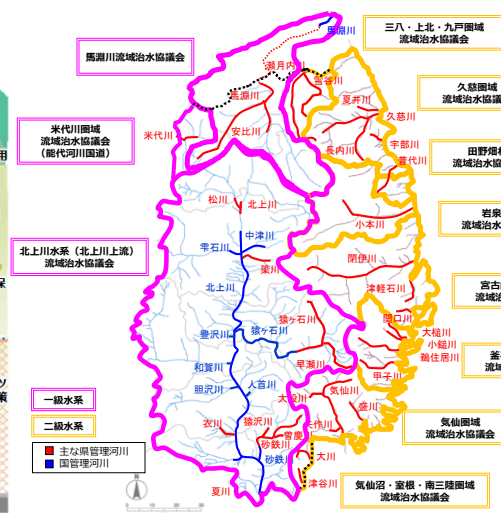 馬淵川流域治水協議会
三八・上北・九戸圏域
流域治水協議会
馬淵川
瀬月内川
雪谷川
久慈圏域
流域治水協
馬淵川
夏井川
久慈川
米代川圏域
流域治水協議会
（能代河川国道）
米代川
安比川
長内川
宇部川
普代川
田野畑村
流域治水協
松川
北上川
小本川
岩泉
流域治
中津川
雫石川
簗川
閉伊川
北上川水系（北上川上流）
流域治水協議会
北上川
津軽石川
宮古
流域治
猿ヶ石川
関口川
豊沢川
猿ヶ石川
大槌川
小鎚川
鵜住居川
釜
流域
和賀川
早瀬川
甲子川
胆沢川
人首川
大股川
気仙川
一級水系
盛川
二級水系
衣川
猿沢川
曽慶川
矢作川
気仙圏域
流域治水協議会
砂鉄川
主な県管理河川
国管理河川
砂鉄川
大川
夏川
津谷川
気仙沼・室根・南三陸圏域
流域治水協議会